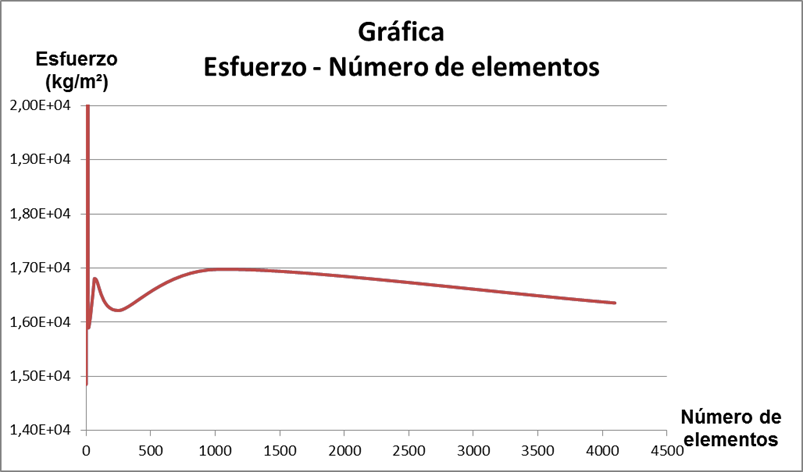 Gráfica
Esfuerzo - Número de elementos
Esfuerzo
(kg/m²)
2,00E+04
1,90E+04
1,80E+04
1,70E+04
1,60E+04
1,50E+04
1,40E+04
0 500 1000 1500 2000 2500 3000 3500 4000 4500
Número de
elementos